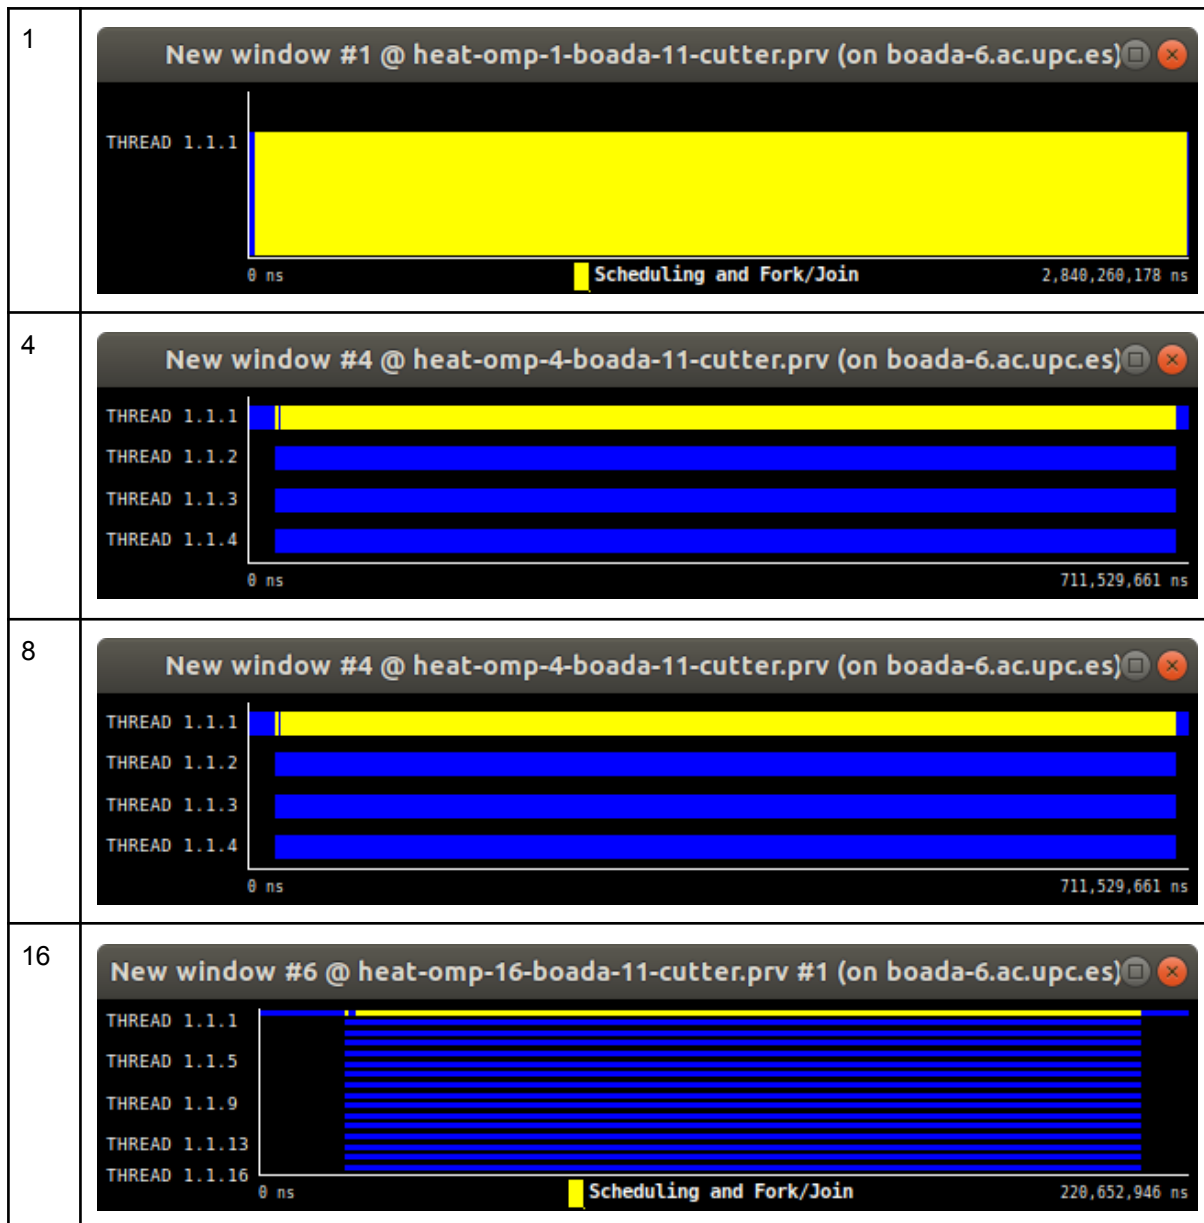 1
New window #1 @ heat-omp-1-boada-11-cutter.prv (on boada-6.ac.upc.es)
THREAD 1.1.1
0 ns
Scheduling and Fork/Join
2,840,260,178 ns
4
New window #4 @ heat-omp-4-boada-11-cutter.prv (on boada-6.ac.upc.es)
THREAD 1.1.1
THREAD 1.1.2
THREAD 1.1.3
THREAD 1.1.4
0 ns
711,529,661 ns
8
New window #4 @ heat-omp-4-boada-11-cutter.prv (on boada-6.ac.upc.es)
THREAD 1.1.1
THREAD 1.1.2
THREAD 1.1.3
THREAD 1.1.4
0 ns
711,529,661 ns
16
New window #6 @ heat-omp-16-boada-11-cutter.prv #1 (on boada-6.ac.upc.es)
THREAD 1.1.1
THREAD 1.1.5
THREAD 1.1.9
THREAD 1.1.13
THREAD 1.1.16
0 ns
Scheduling and Fork/Join
220,652,946 ns